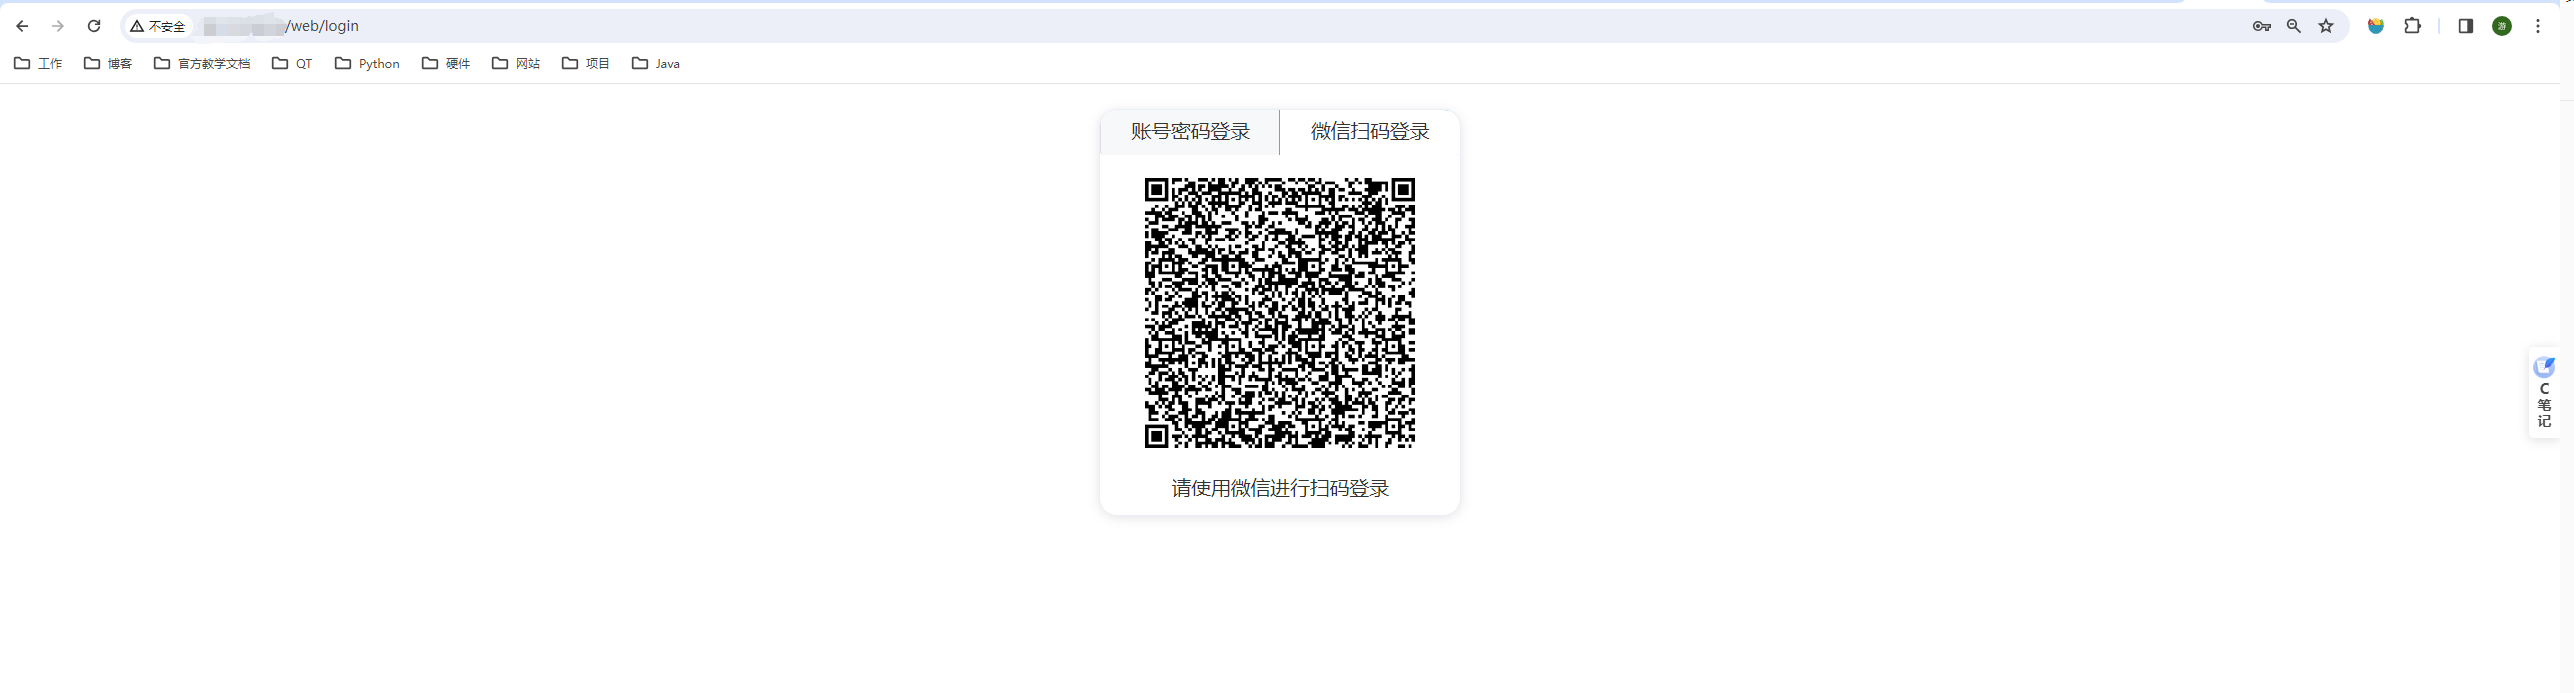 不安全 /web/login 游
工作 博客 官方教学文档 QT Python 硬件 网站 项目 Java
账号密码登录 微信扫码登录
C
笔
记
请使用微信进行扫码登录